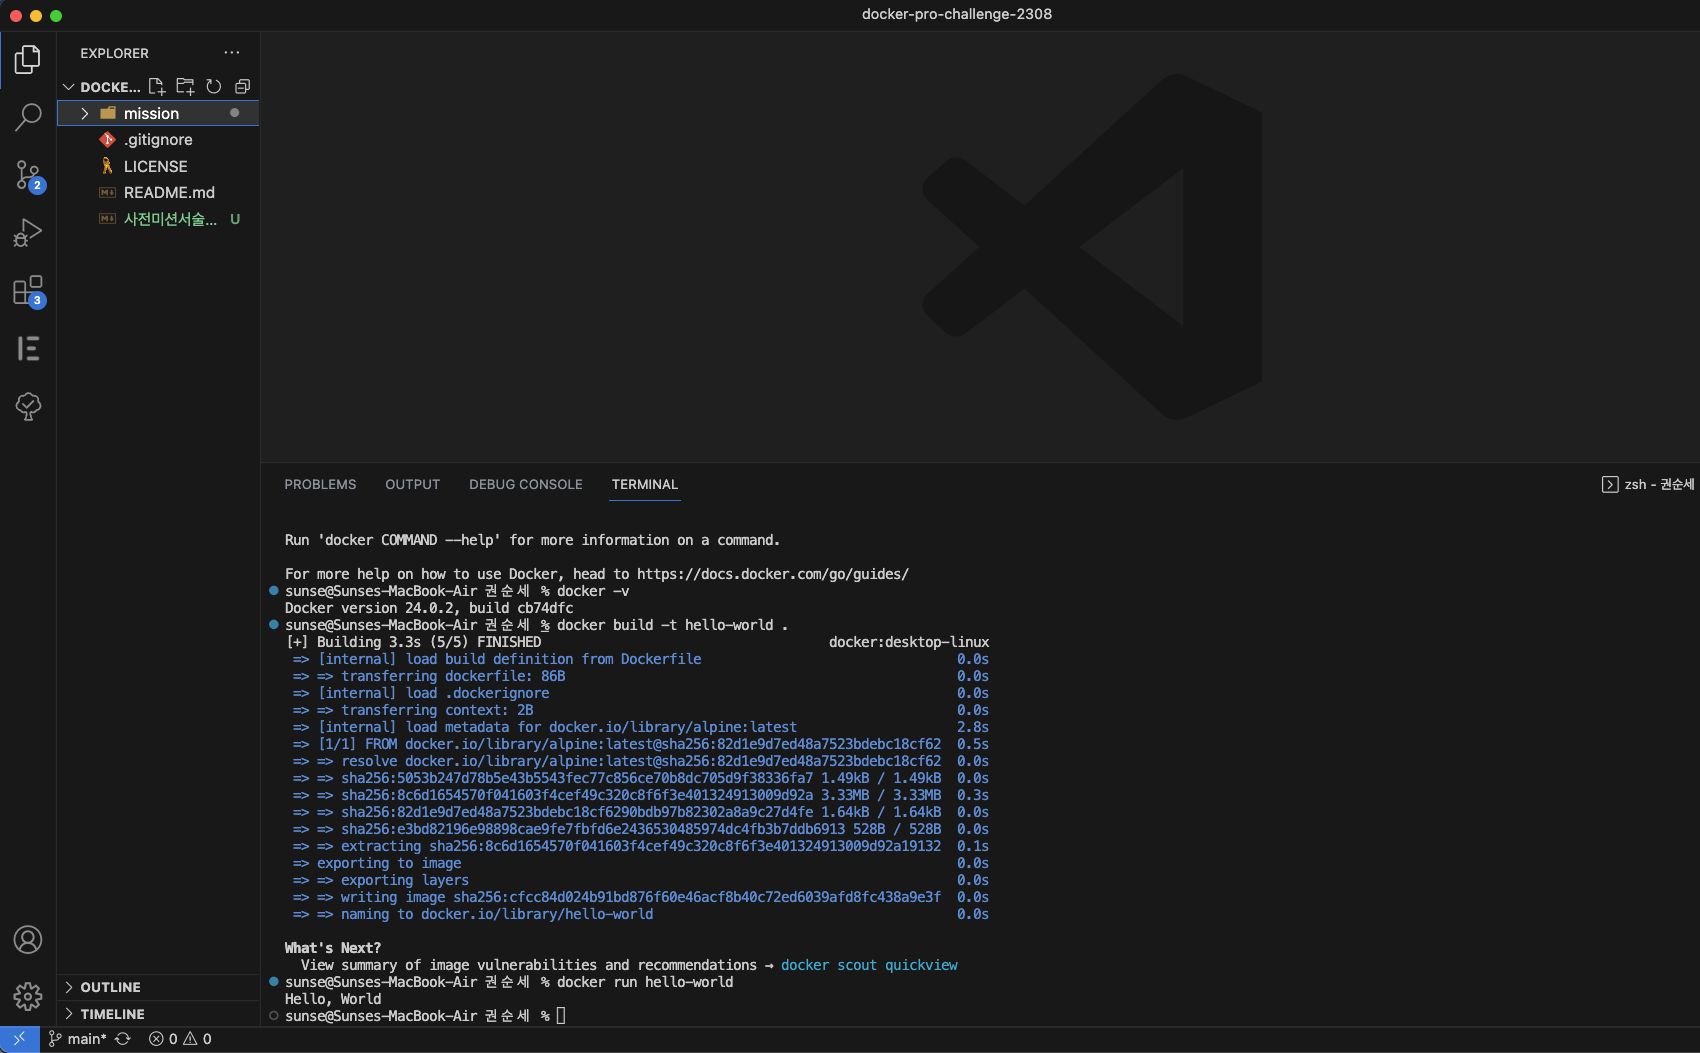 docker-pro-challenge-2308
EXPLORER
DOCKE...
mission
.gitignore
LICENSE
README.md
사전미션서술... U
2
3
OUTLINE
TIMELINE
PROBLEMS OUTPUT DEBUG CONSOLE TERMINAL
zsh - 권순세
Run 'docker COMMAND --help' for more information on a command.
For more help on how to use Docker, head to https://docs.docker.com/go/guides/
sunse@Sunses-MacBook-Air 권순세 % docker -v
Docker version 24.0.2, build cb74dfc
sunse@Sunses-MacBook-Air 권순세 % docker build -t hello-world .
[+] Building 3.3s (5/5) FINISHED docker:desktop-linux
=> [internal] load build definition from Dockerfile 0.0s
=> => transferring dockerfile: 86B 0.0s
=> [internal] load .dockerignore 0.0s
=> => transferring context: 2B 0.0s
=> [internal] load metadata for docker.io/library/alpine:latest 2.8s
=> [1/1] FROM docker.io/library/alpine:latest@sha256:82d1e9d7ed48a7523bdebc18cf62 0.5s
=> => resolve docker.io/library/alpine:latest@sha256:82d1e9d7ed48a7523bdebc18cf62 0.0s
=> => sha256:5053b247d78b5e43b5543fec77c856ce70b8dc705d9f38336fa7 1.49kB / 1.49kB 0.0s
=> => sha256:8c6d1654570f041603f4cef49c320c8f6f3e401324913009d92a 3.33MB / 3.33MB 0.3s
=> => sha256:82d1e9d7ed48a7523bdebc18cf6290bdb97b82302a8a9c27d4fe 1.64kB / 1.64kB 0.0s
=> => sha256:e3bd82196e98898cae9fe7fbfd6e2436530485974dc4fb3b7ddb6913 528B / 528B 0.0s
=> => extracting sha256:8c6d1654570f041603f4cef49c320c8f6f3e401324913009d92a19132 0.1s
=> exporting to image 0.0s
=> => exporting layers 0.0s
=> => writing image sha256:cfcc84d024b91bd876f60e46acf8b40c72ed6039afd8fc438a9e3f 0.0s
=> => naming to docker.io/library/hello-world 0.0s
What's Next?
View summary of image vulnerabilities and recommendations → docker scout quickview
sunse@Sunses-MacBook-Air 권순세 % docker run hello-world
Hello, World
sunse@Sunses-MacBook-Air 권순세 %
main* 0 0